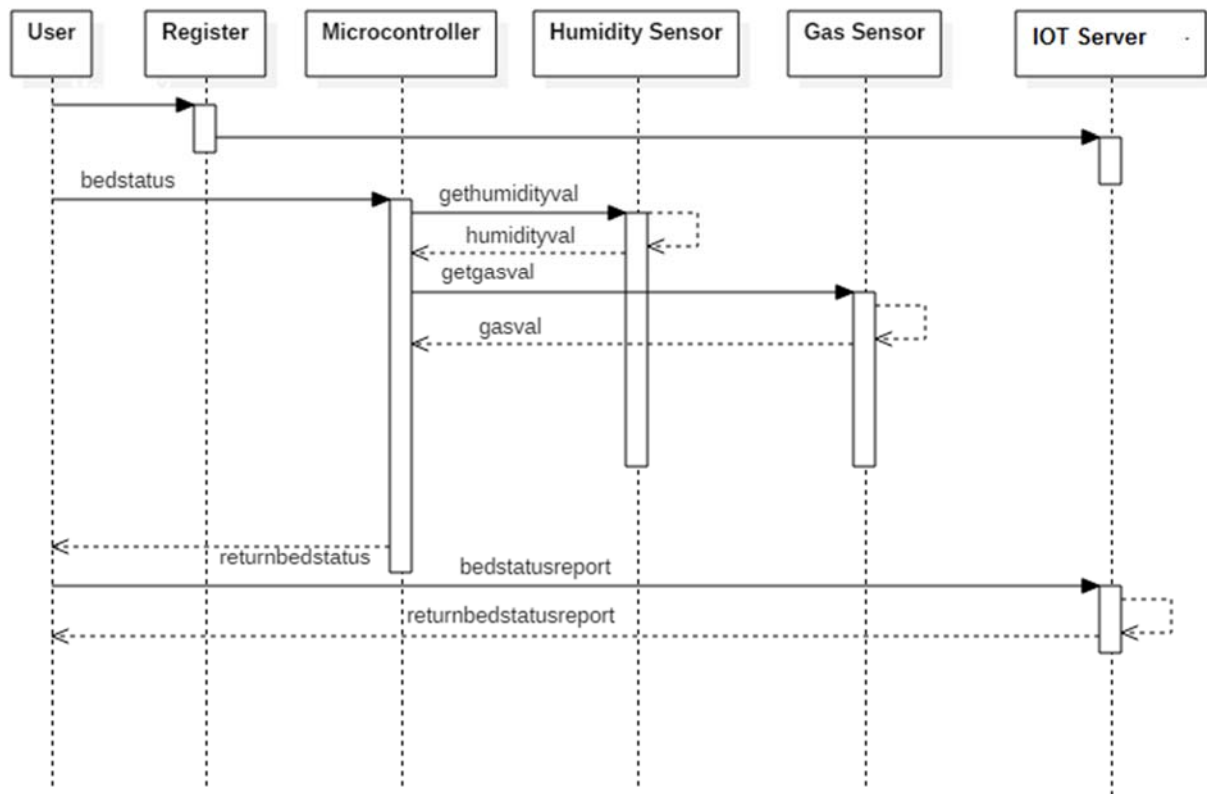 User
Register
Microcontroller
Humidity Sensor
Gas Sensor
IOT Server
bedstatus
gethumidityval
humidityval
getgasval
gasval
returnbedstatus
bedstatusreport
returnbedstatusreport